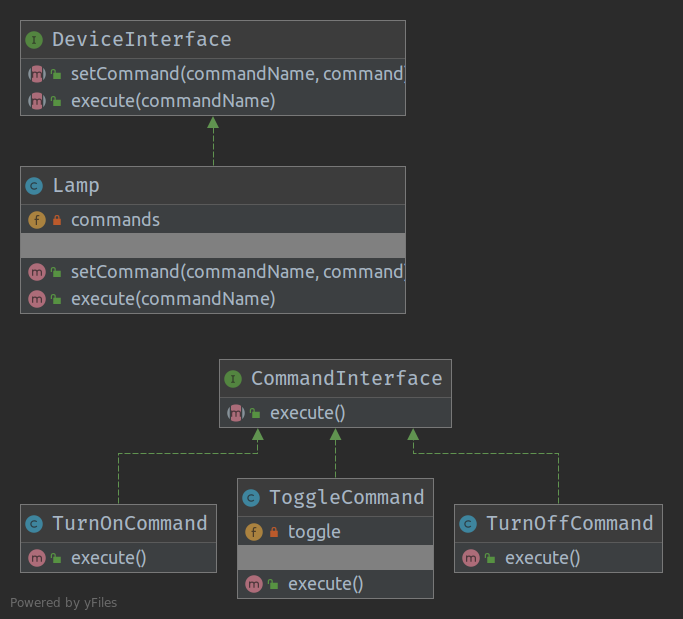 I DeviceInterface
m setCommand(commandName, command)
m execute(commandName)
C Lamp
f commands
m setCommand(commandName, command)
m execute(commandName)
I CommandInterface
m execute()
C TurnOnCommand
m execute()
C ToggleCommand
f toggle
m execute()
C TurnOffCommand
m execute()
Powered by yFiles